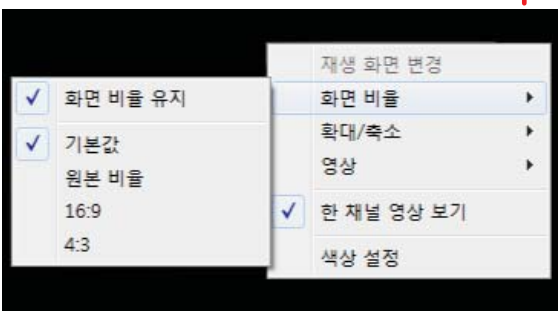 재생 화면 변경
화면 비율
확대/축소
영상
한 채널 영상 보기
색상 설정
화면 비율 유지
기본값
원본 비율
16:9
4:3